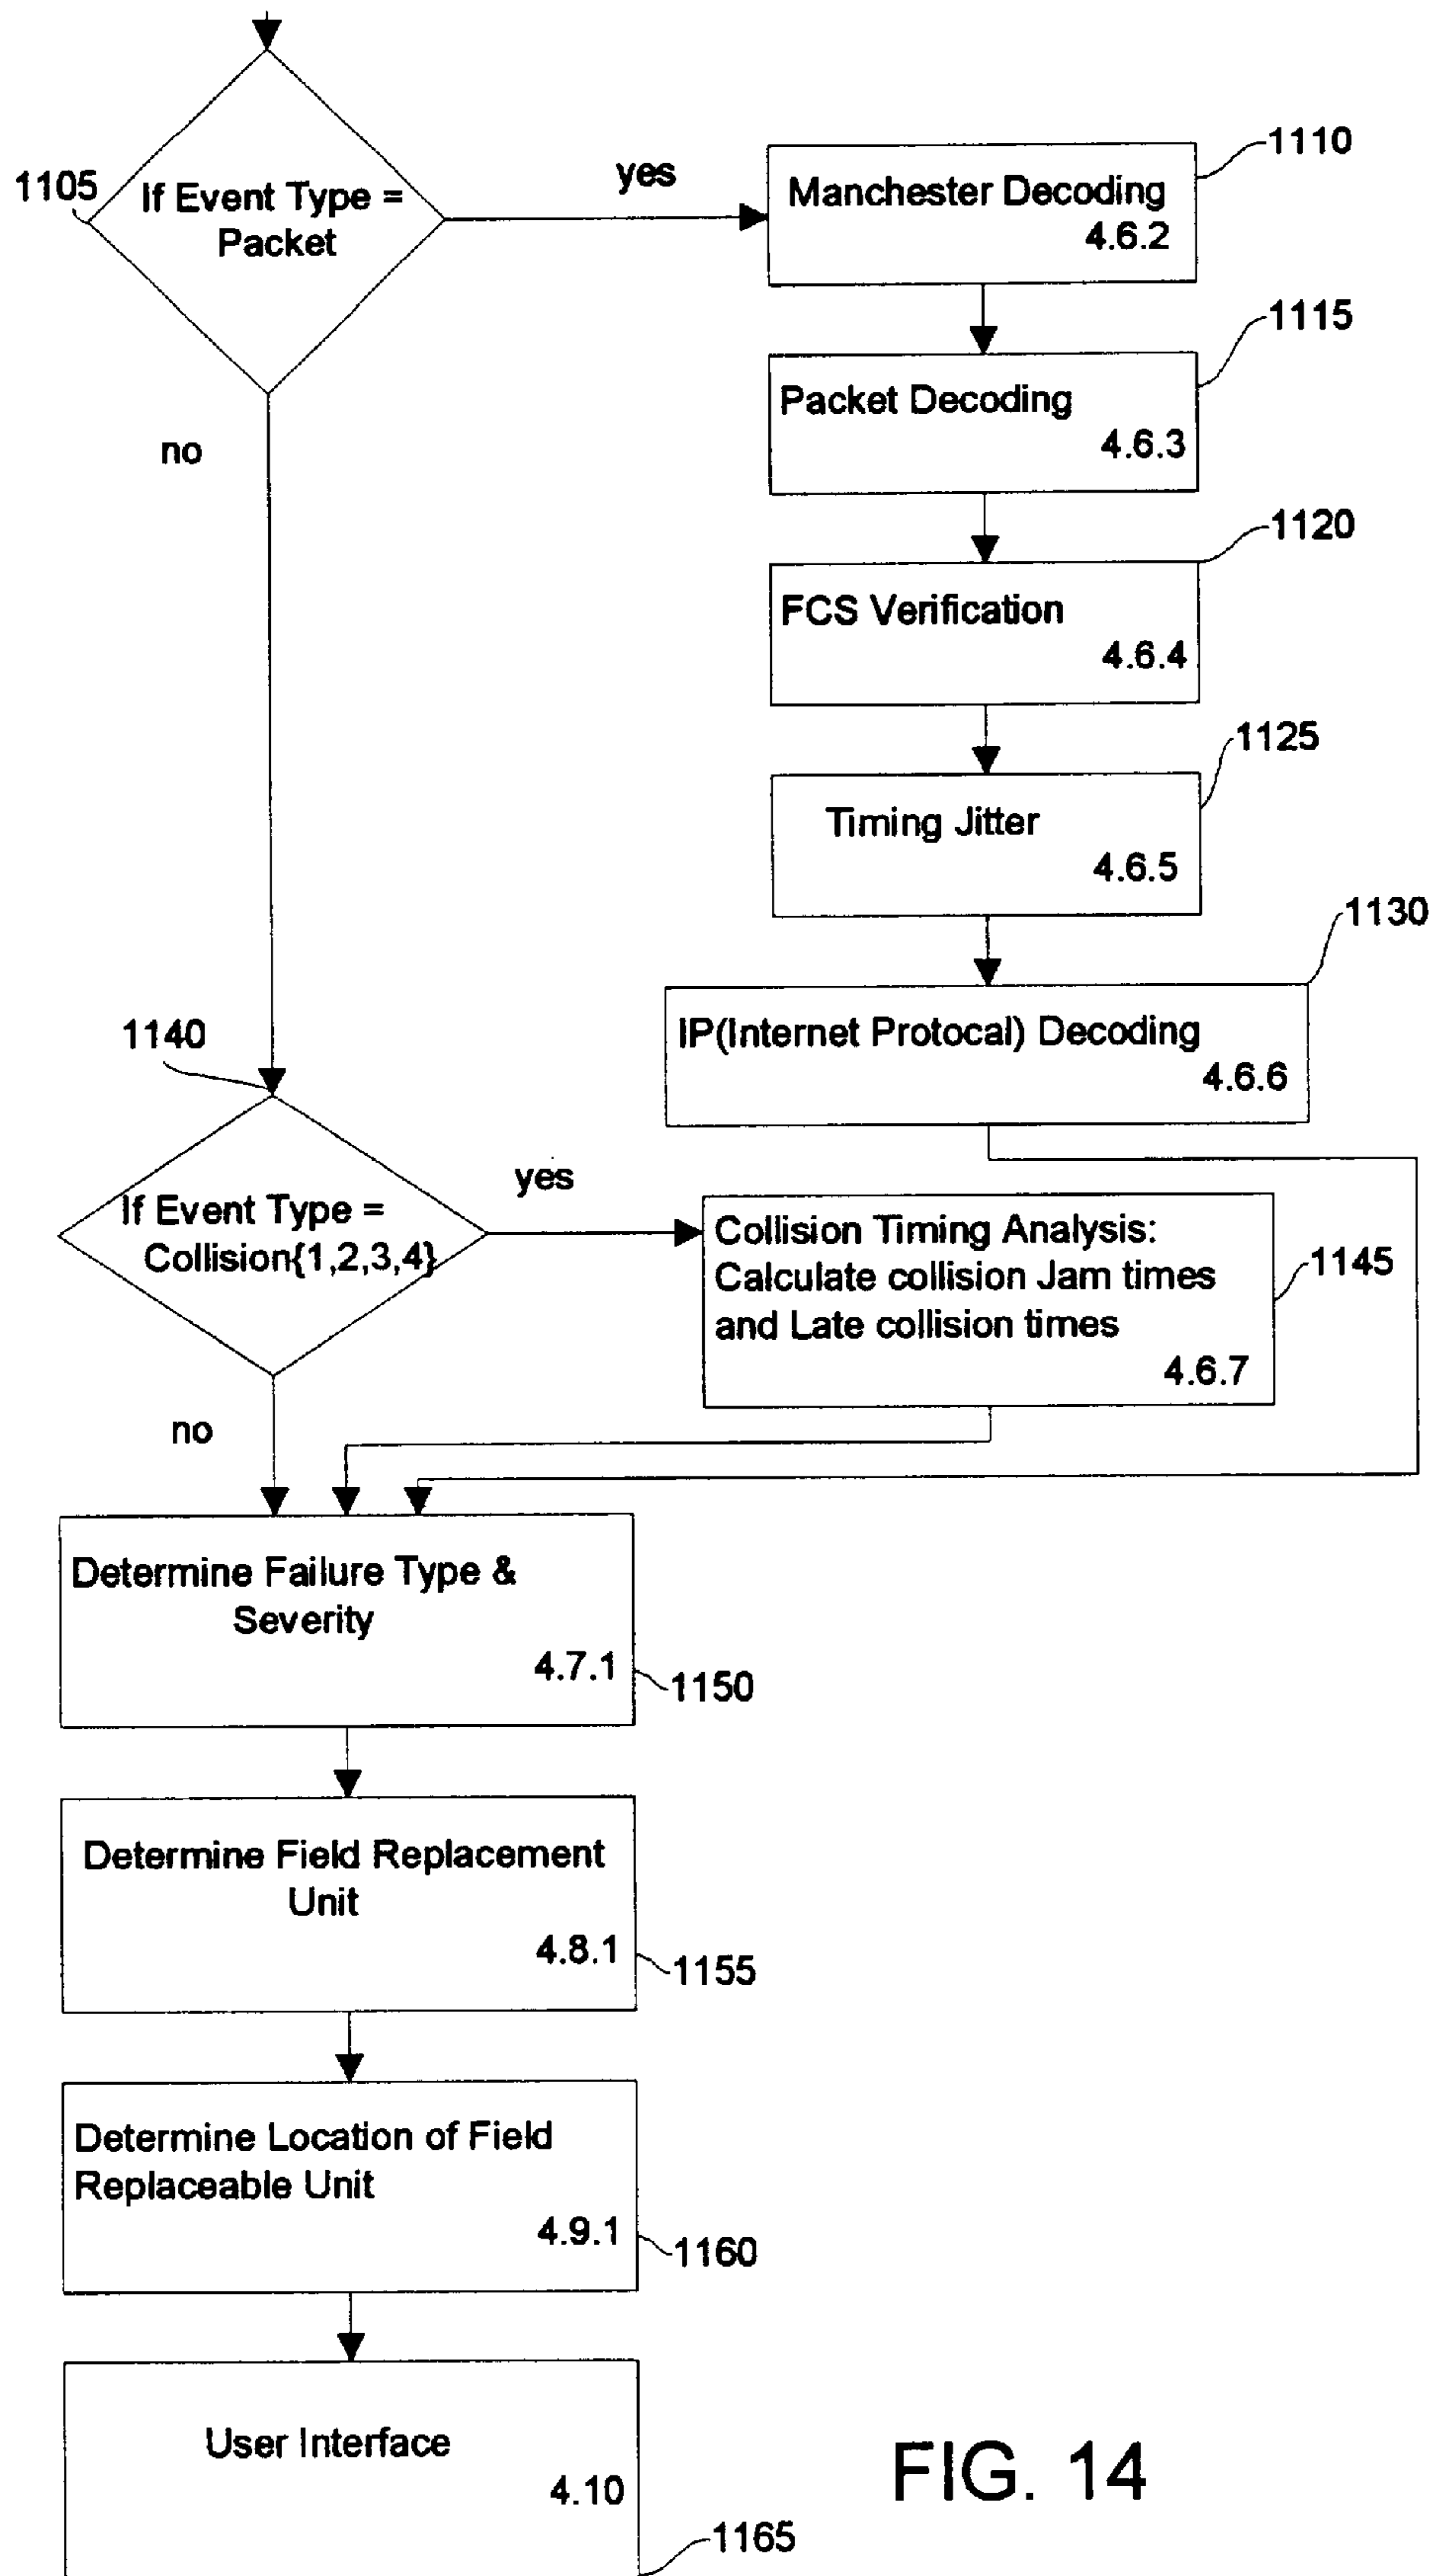 1105
If Event Type =
Packet
yes
Manchester Decoding
4.6.2
1110
Packet Decoding
4.6.3
1115
no
FCS Verification
4.6.4
1120
Timing Jitter
4.6.5
1125
IP(Internet Protocal) Decoding
4.6.6
1130
1140
If Event Type =
Collision{1,2,3,4}
yes
Collision Timing Analysis:
Calculate collision Jam times
and Late collision times
4.6.7
1145
no
Determine Failure Type &
Severity
4.7.1
1150
Determine Field Replacement
Unit
4.8.1
1155
Determine Location of Field
Replaceable Unit
4.9.1
1160
User Interface
4.10
1165
FIG. 14